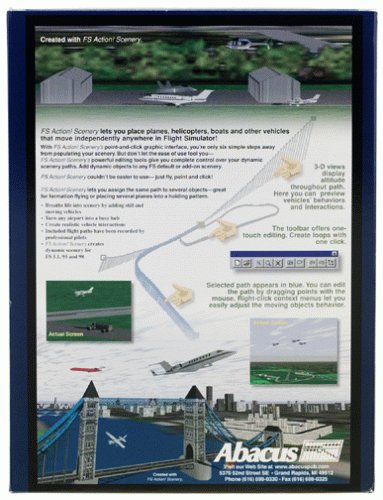 Created with FS Action! Scenery.
FS Action! Scenery lets you place planes, helicopters, boats and other vehicles
that move independently anywhere in Flight Simulator!
With FS Action! Scenery's point-and-click graphic interface, you're only six simple steps away
from populating your scenery. But don't let the ease of use fool you—
FS Action! Scenery's powerful editing tools give you complete control over your dynamic
scenery paths. Add dynamic objects to any FS default or add-on scenery.
FS Action! Scenery couldn't be easier to use—just fly, point and click!
FS Action! Scenery lets you assign the same path to several objects—great
for formation flying or placing several planes into a holding pattern.
• Breathe life into scenery by adding still and
moving vehicles
• Turn any airport into a busy hub
• Create realistic vehicle interactions
• Included flight paths have been recorded by
professional pilots
• FS Action! Scenery creates
dynamic scenery for
FS 5.1, 95 and 98
3-D views
display
altitude
throughout path.
Here you can preview
vehicles' behaviors
and interactions.
The toolbar offers one-
touch editing. Create loops with
one click.
Selected path appears in blue. You can edit
the path by dragging points with the
mouse. Right-click context menus let you
easily adjust the moving objects behavior.
Actual Screen
Actual Screen
Created with
FS Action! Scenery.
Abacus
Visit our Web Site at www.abacuspub.com
5370 52nd Street SE • Grand Rapids, MI 49512
Phone (616) 698-0330 • Fax (616) 698-0325